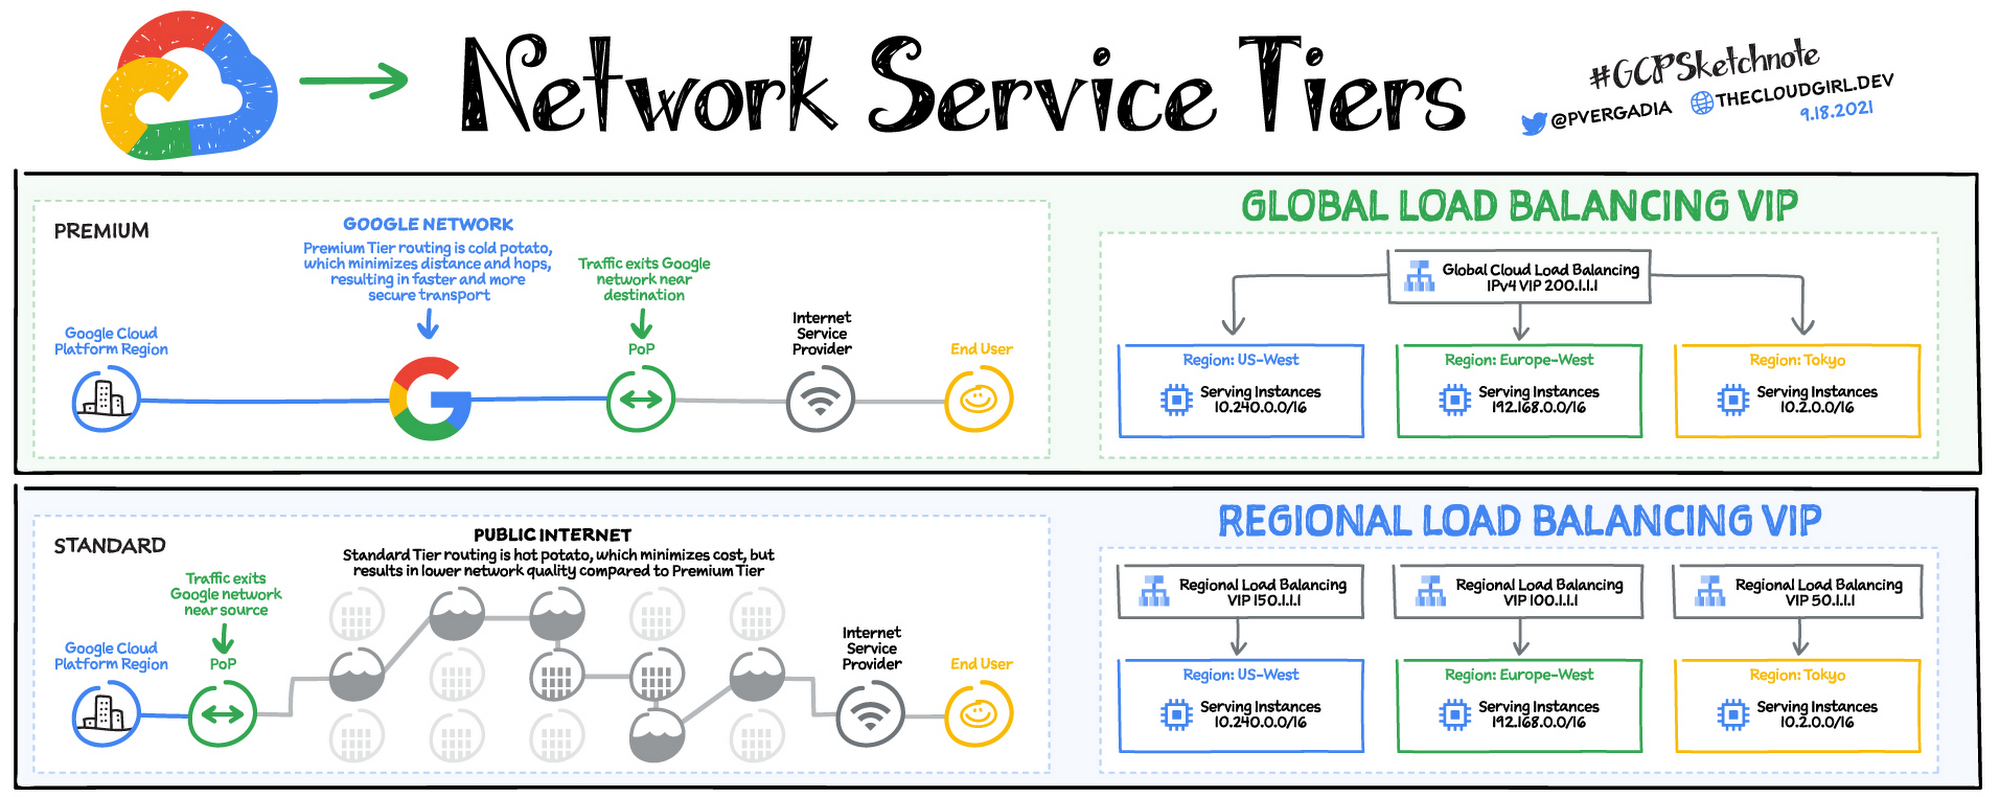 Network Service Tiers
#GCPSketchnote
@PVERGADIA
THECLOUDGIRL.DEV
9.18.2021
PREMIUM
GOOGLE NETWORK
Premium Tier routing is cold potato,
which minimizes distance and hops,
resulting in faster and more
secure transport
Traffic exits Google
network near
destination
Google Cloud
Platform Region
PoP
Internet
Service
Provider
End User
GLOBAL LOAD BALANCING VIP
Global Cloud Load Balancing
IPv4 VIP 200.1.1.1
Region: US-West
Serving Instances
10.240.0.0/16
Region: Europe-West
Serving Instances
192.168.0.0/16
Region: Tokyo
Serving Instances
10.2.0.0/16
STANDARD
PUBLIC INTERNET
Standard Tier routing is hot potato, which minimizes cost, but
results in lower network quality compared to Premium Tier
Traffic exits
Google network
near source
Google Cloud
Platform Region
PoP
Internet
Service
Provider
End User
REGIONAL LOAD BALANCING VIP
Regional Load Balancing
VIP 150.1.1.1
Regional Load Balancing
VIP 100.1.1.1
Regional Load Balancing
VIP 50.1.1.1
Region: US-West
Serving Instances
10.240.0.0/16
Region: Europe-West
Serving Instances
192.168.0.0/16
Region: Tokyo
Serving Instances
10.2.0.0/16